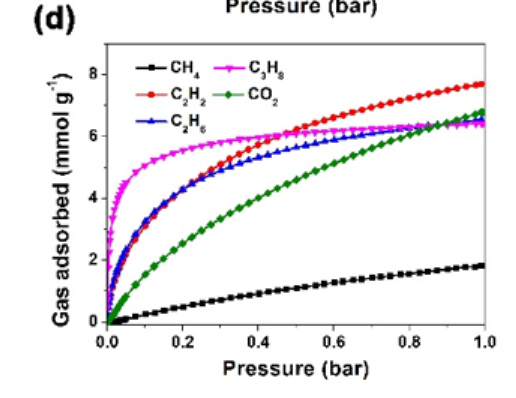 Pressure (bar)
(d)
Gas adsorbed (mmol g⁻¹)
8
6
4
2
0
CH₄
C₃H₈
C₂H₂
CO₂
C₂H₆
0.0 0.2 0.4 0.6 0.8 1.0
Pressure (bar)